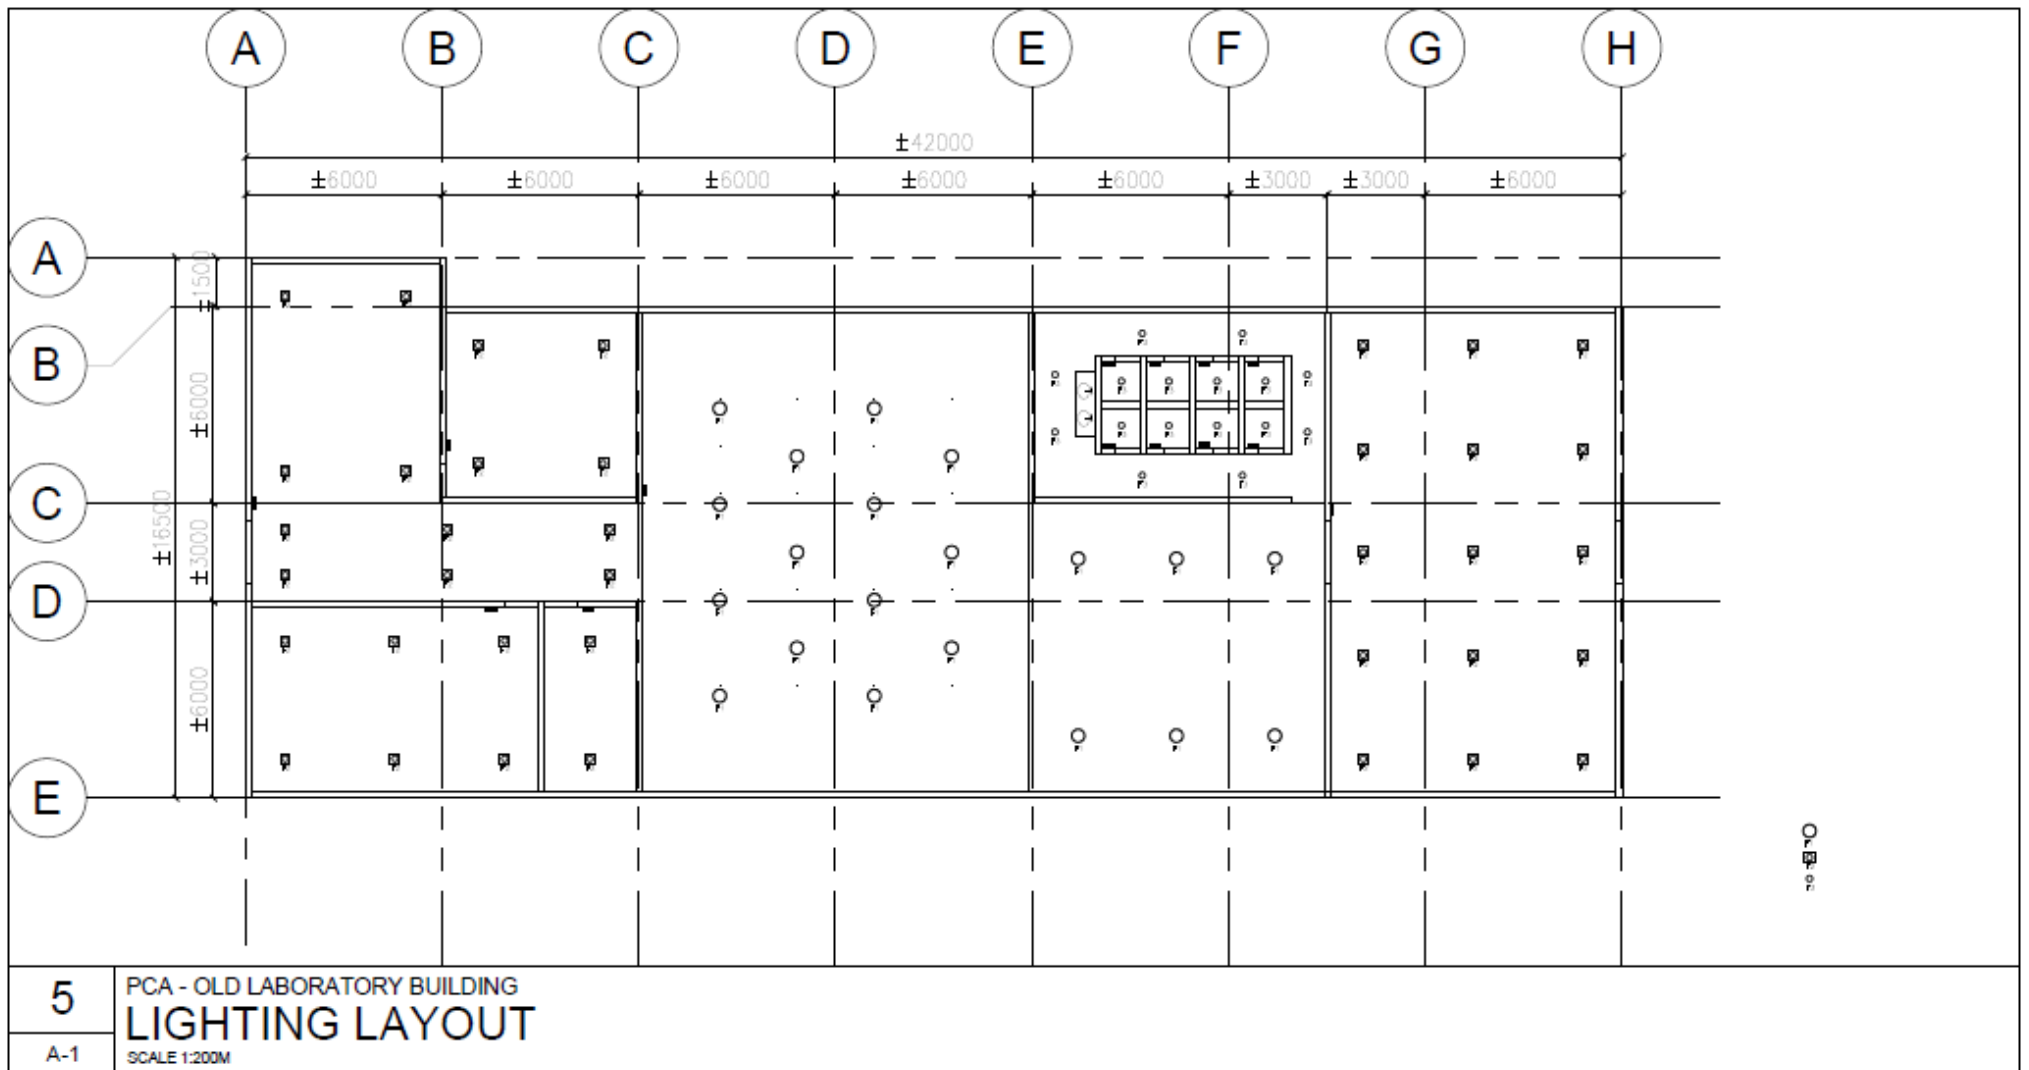 A B C D E F G H
±42000
±6000 ±6000 ±6000 ±6000 ±6000 ±3000 ±3000 ±6000
A
±1500
B
±6000
C
±16500
±3000
D
±6000
E
5
PCA - OLD LABORATORY BUILDING
LIGHTING LAYOUT
A-1
SCALE 1:200M